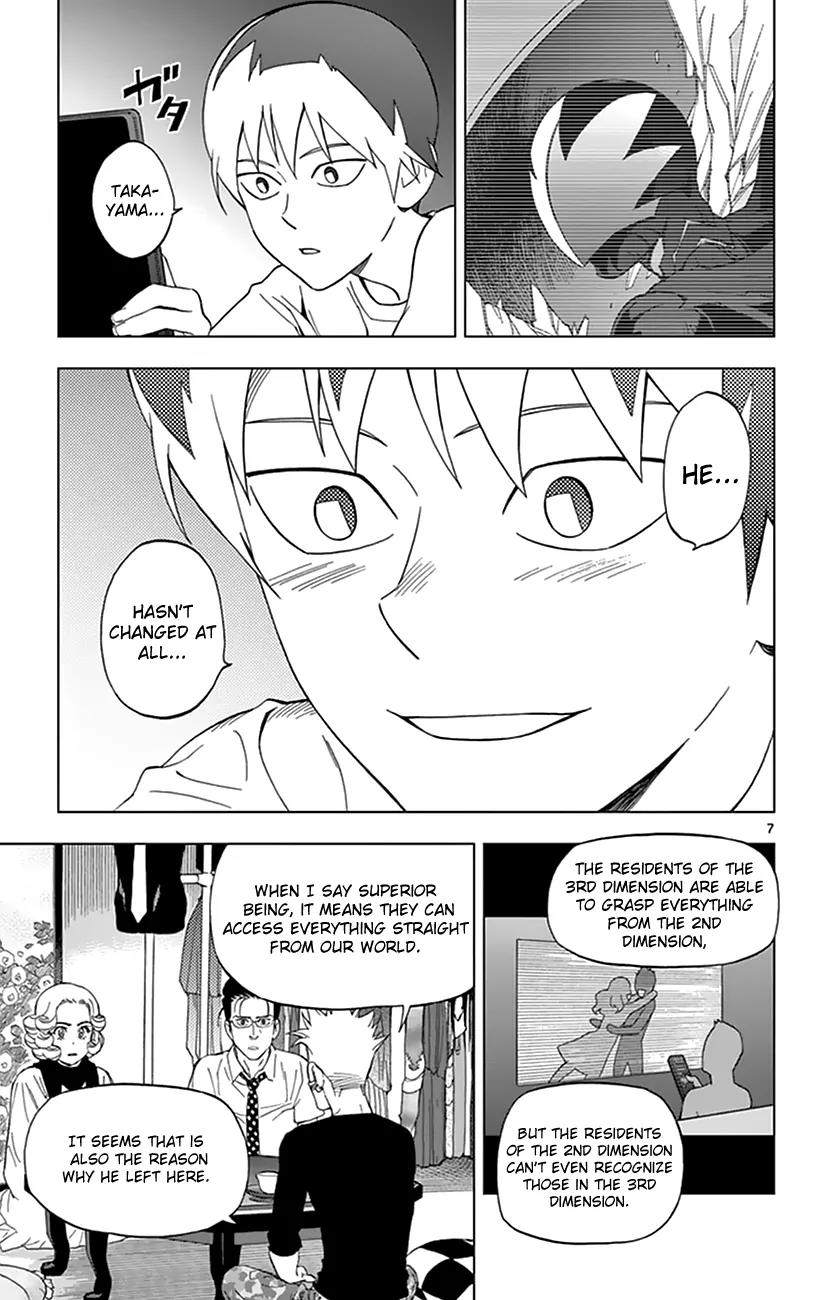 ガタ
TAKA-
YAMA...
HE...
HASN'T
CHANGED AT
ALL...
7
THE RESIDENTS OF THE
3RD DIMENSION ARE ABLE
TO GRASP EVERYTHING
FROM THE 2ND
DIMENSION,
BUT THE RESIDENTS
OF THE 2ND DIMENSION
CAN'T EVEN RECOGNIZE
THOSE IN THE 3RD
DIMENSION.
WHEN I SAY SUPERIOR
BEING, IT MEANS THEY CAN
ACCESS EVERYTHING STRAIGHT
FROM OUR WORLD.
IT SEEMS THAT IS
ALSO THE REASON
WHY HE LEFT HERE.